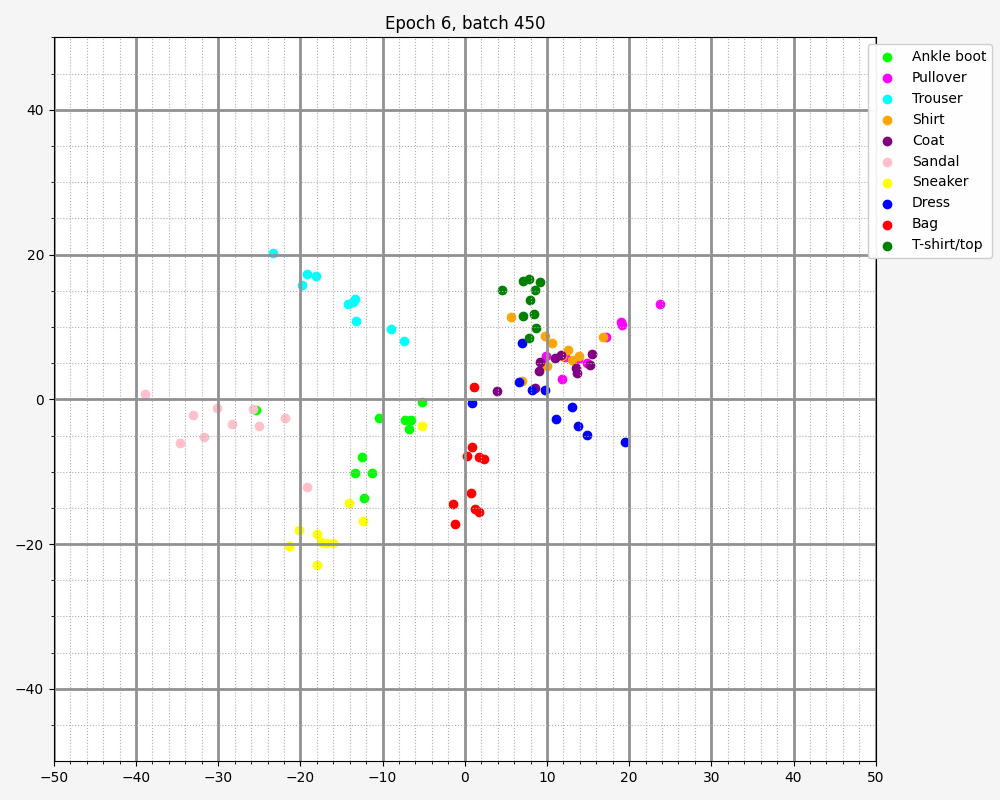 Epoch 6, batch 450
40
20
0
−20
−40
−50
−40
−30
−20
−10
0
10
20
30
40
50
Ankle boot
Pullover
Trouser
Shirt
Coat
Sandal
Sneaker
Dress
Bag
T-shirt/top